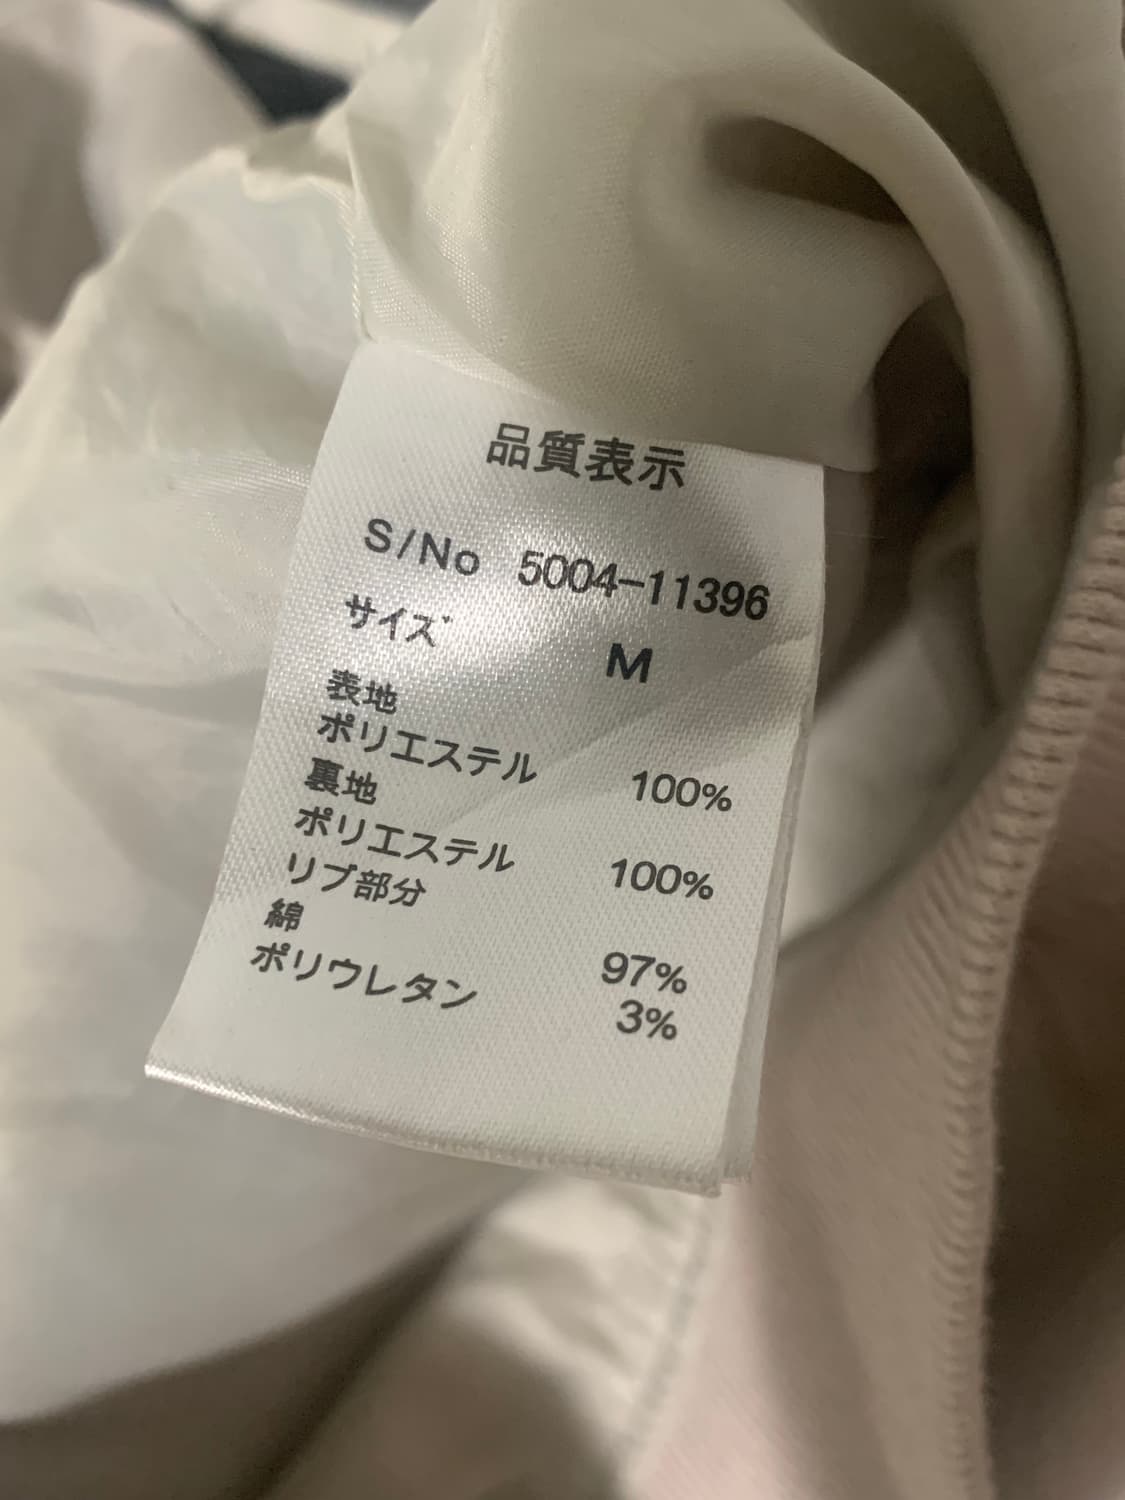 品質表示
S/No 5004-11396
サイズ M
表地
ポリエステル 100%
裏地
ポリエステル 100%
リブ部分
綿 97%
ポリウレタン 3%